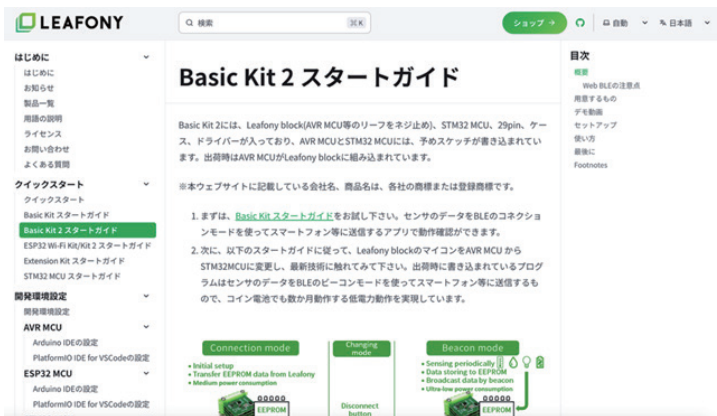 LEAFONY
検索
⌘K
ショップ →
自動
日本語
はじめに
はじめに
お知らせ
製品一覧
用語の説明
ライセンス
お問い合わせ
よくある質問
クイックスタート
クイックスタート
Basic Kit スタートガイド
Basic Kit 2 スタートガイド
ESP32 Wi-Fi Kit/Kit 2 スタートガイド
Extension Kit スタートガイド
STM32 MCU スタートガイド
開発環境設定
開発環境設定
AVR MCU
Arduino IDEの設定
PlatformIO IDE for VSCodeの設定
ESP32 MCU
Arduino IDEの設定
PlatformIO IDE for VSCodeの設定
Basic Kit 2 スタートガイド
Basic Kit 2には、Leafony block(AVR MCU等のリーフをネジ止め)、STM32 MCU、29pin、ケー
ス、ドライバーが入っており、AVR MCUとSTM32 MCUには、予めスケッチが書き込まれてい
ます。出荷時はAVR MCUがLeafony blockに組み込まれています。
※本ウェブサイトに記載している会社名、商品名は、各社の商標または登録商標です。
1. まずは、Basic Kit スタートガイドをお試し下さい。センサのデータをBLEのコネクショ
ンモードを使ってスマートフォン等に送信するアプリで動作確認ができます。
2. 次に、以下のスタートガイドに従って、Leafony blockのマイコンをAVR MCU から
STM32MCUに変更し、最新技術に触れてみて下さい。出荷時に書き込まれているプログ
ラムはセンサのデータをBLEのビーコンモードを使ってスマートフォン等に送信するも
ので、コイン電池でも数か月動作する低電力動作を実現しています。
Connection mode
• Initial setup
• Transfer EEPROM data from Leafony
• Medium power consumption
EEPROM
Changing
mode
Disconnect
button
Beacon mode
• Sensing periodically
• Data storing to EEPROM
• Broadcast data by beacon
• Ultra-low power consumption
EEPROM
目次
概要
Web BLEの注意点
用意するもの
デモ動画
セットアップ
使い方
最後に
Footnotes